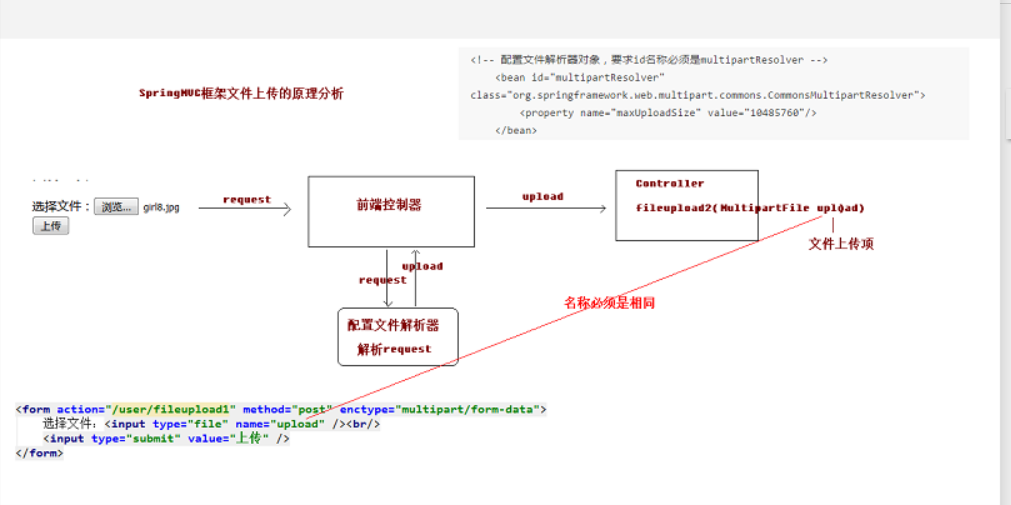 <!-- 配置文件解析器对象，要求id名称必须是multipartResolver -->
<bean id="multipartResolver"
class="org.springframework.web.multipart.commons.CommonsMultipartResolver">
<property name="maxUploadSize" value="10485760"/>
</bean>
SpringMVC框架文件上传的原理分析
选择文件： 浏览... girl8.jpg
上传
request
前端控制器
upload
Controller
fileupload2(MultipartFile upload)
文件上传项
upload
request
名称必须是相同
配置文件解析器
解析request
<form action="/user/fileupload1" method="post" enctype="multipart/form-data">
选择文件：<input type="file" name="upload" /><br/>
<input type="submit" value="上传" />
</form>